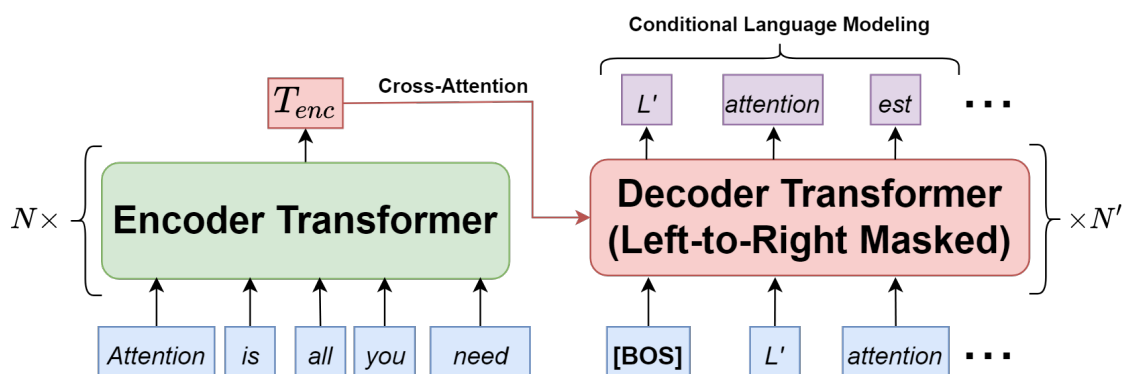 Conditional Language Modeling
T_enc
Cross-Attention
L' attention est ...
N× Encoder Transformer
Decoder Transformer
(Left-to-Right Masked) ×N'
Attention is all you need
[BOS] L' attention ...